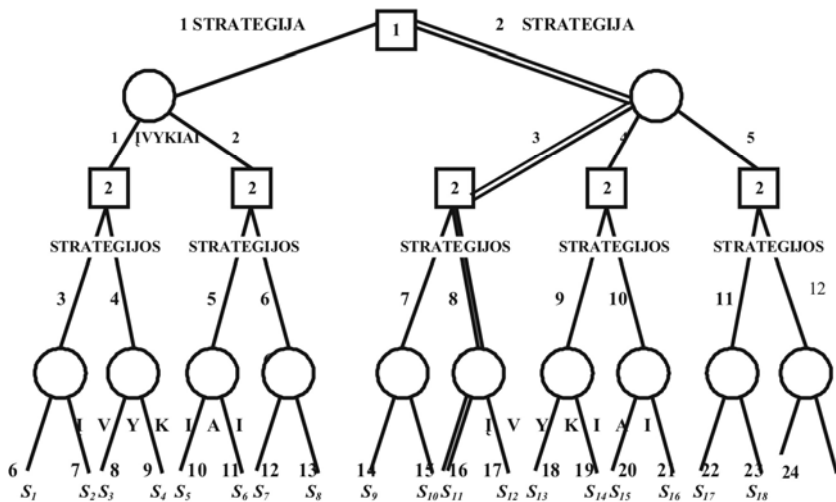 1 STRATEGIJA 1 2 STRATEGIJA
1 ĮVYKIAI 2 3 4 5
2 2 2 2 2
STRATEGIJOS STRATEGIJOS STRATEGIJOS STRATEGIJOS STRATEGIJOS
3 4 5 6 7 8 9 10 11 12
Į V Y K I A I Į V Y K I A I
6 7 8 9 10 11 12 13 14 15 16 17 18 19 20 21 22 23 24
S1 S2 S3 S4 S5 S6 S7 S8 S9 S10 S11 S12 S13 S14 S15 S16 S17 S18